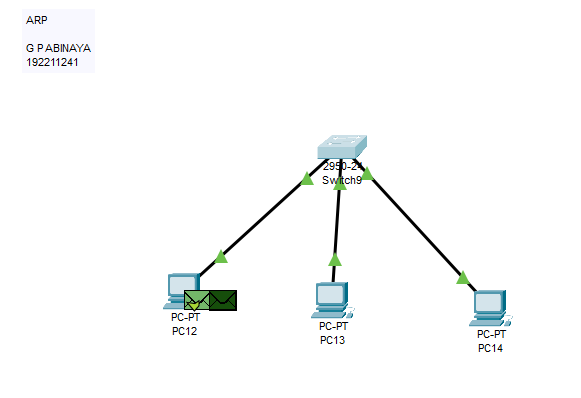 ARP
G P ABINAYA
192211241
2950-24
Switch9
PC-PT
PC12
PC-PT
PC13
PC-PT
PC14